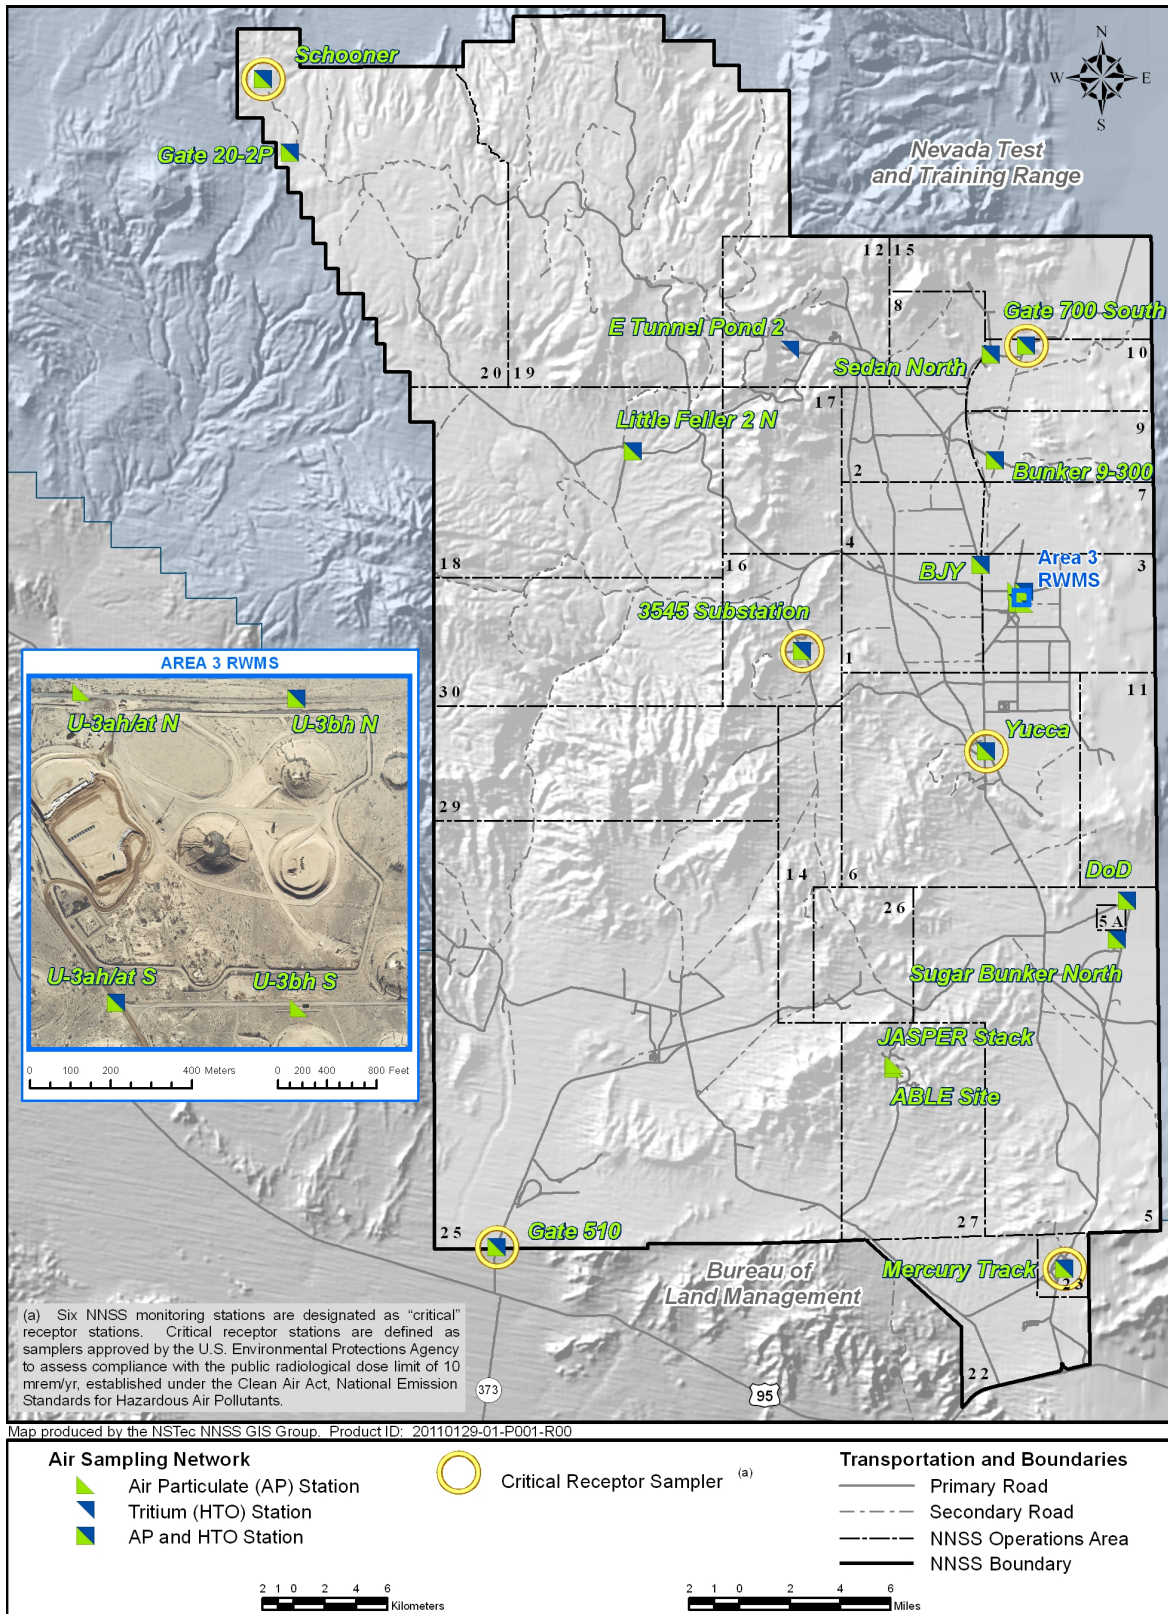 Schooner
N
W E
S
Gate 20-2P
Nevada Test
and Training Range
12 15
8
Gate 700 South
E Tunnel Pond 2
10
Sedan North
20 19
17
Little Feller 2 N
9
2
Bunker 9-300
7
4
18
16
BJY
Area 3
RWMS
3
3545 Substation
1
30
11
AREA 3 RWMS
U-3ah/at N
U-3bh N
Yucca
29
14
6
DoD
26
5A
U-3ah/at S
U-3bh S
Sugar Bunker North
JASPER Stack
0 100 200 400 Meters
0 200 400 800 Feet
ABLE Site
25
Gate 510
27
5
Bureau of
Land Management
Mercury Track
23
(a) Six NNSS monitoring stations are designated as “critical”
receptor stations. Critical receptor stations are defined as
samplers approved by the U.S. Environmental Protections Agency
to assess compliance with the public radiological dose limit of 10
mrem/yr, established under the Clean Air Act, National Emission
Standards for Hazardous Air Pollutants.
22
373
95
Map produced by the NSTec NNSS GIS Group. Product ID: 20110129-01-P001-R00
Air Sampling Network
Air Particulate (AP) Station
Tritium (HTO) Station
AP and HTO Station
Critical Receptor Sampler (a)
Transportation and Boundaries
Primary Road
Secondary Road
NNSS Operations Area
NNSS Boundary
2 1 0 2 4 6
Kilometers
2 1 0 2 4 6
Miles